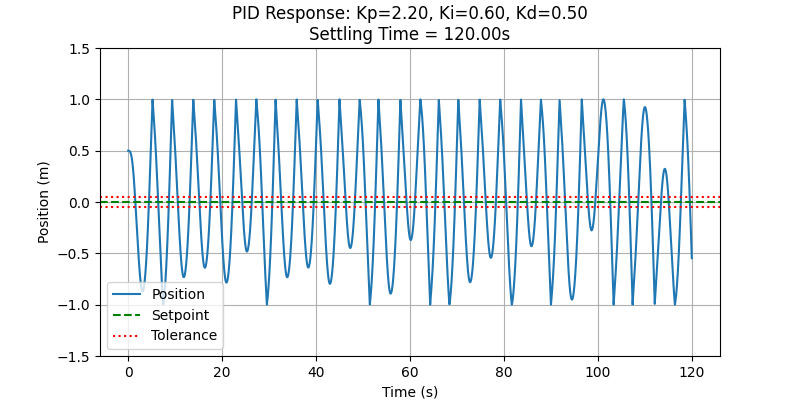 PID Response: Kp=2.20, Ki=0.60, Kd=0.50
Settling Time = 120.00s
1.5
1.0
0.5
0.0
−0.5
−1.0
−1.5
Position (m)
Position
Setpoint
Tolerance
0
20
40
60
80
100
120
Time (s)